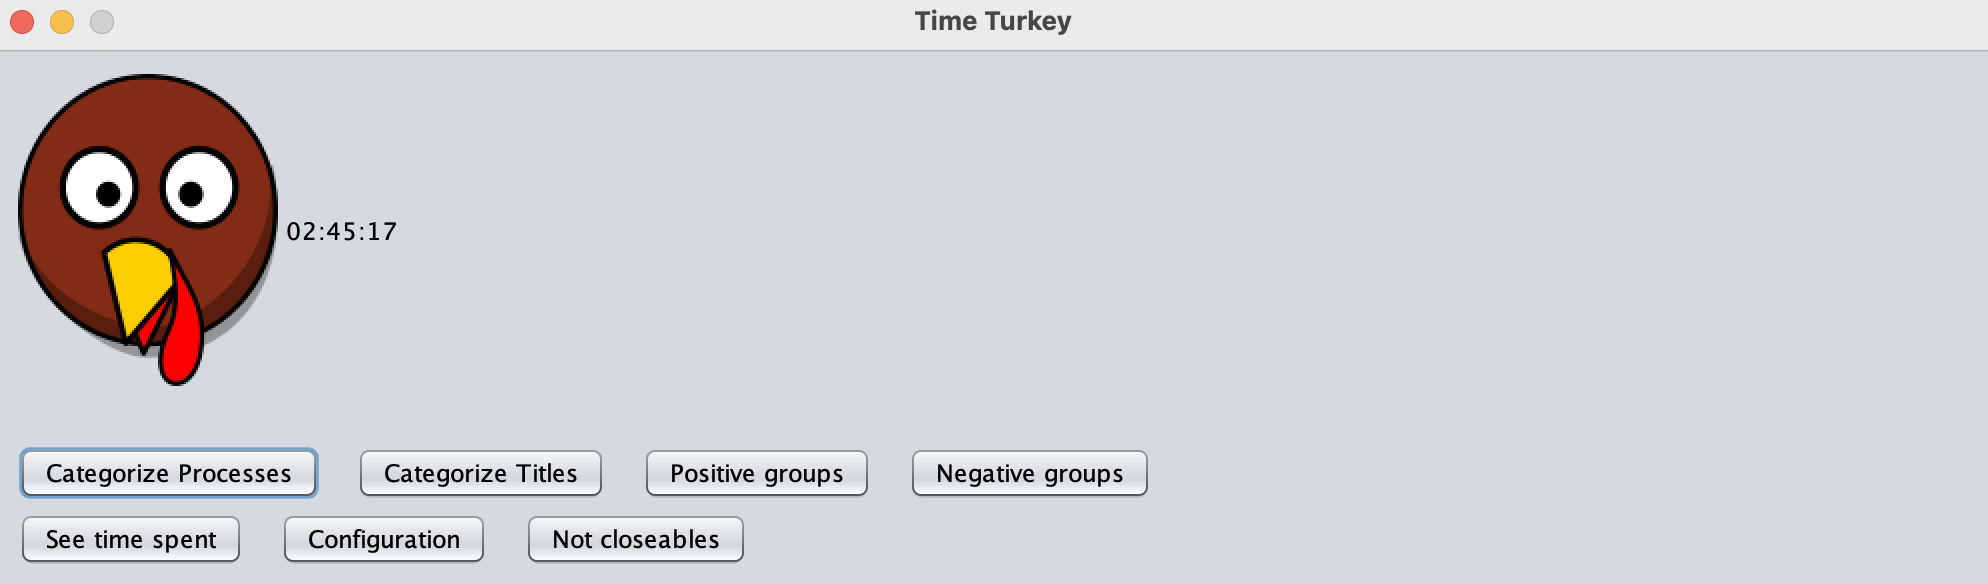 Time Turkey
02:45:17
Categorize Processes Categorize Titles Positive groups Negative groups
See time spent Configuration Not closeables